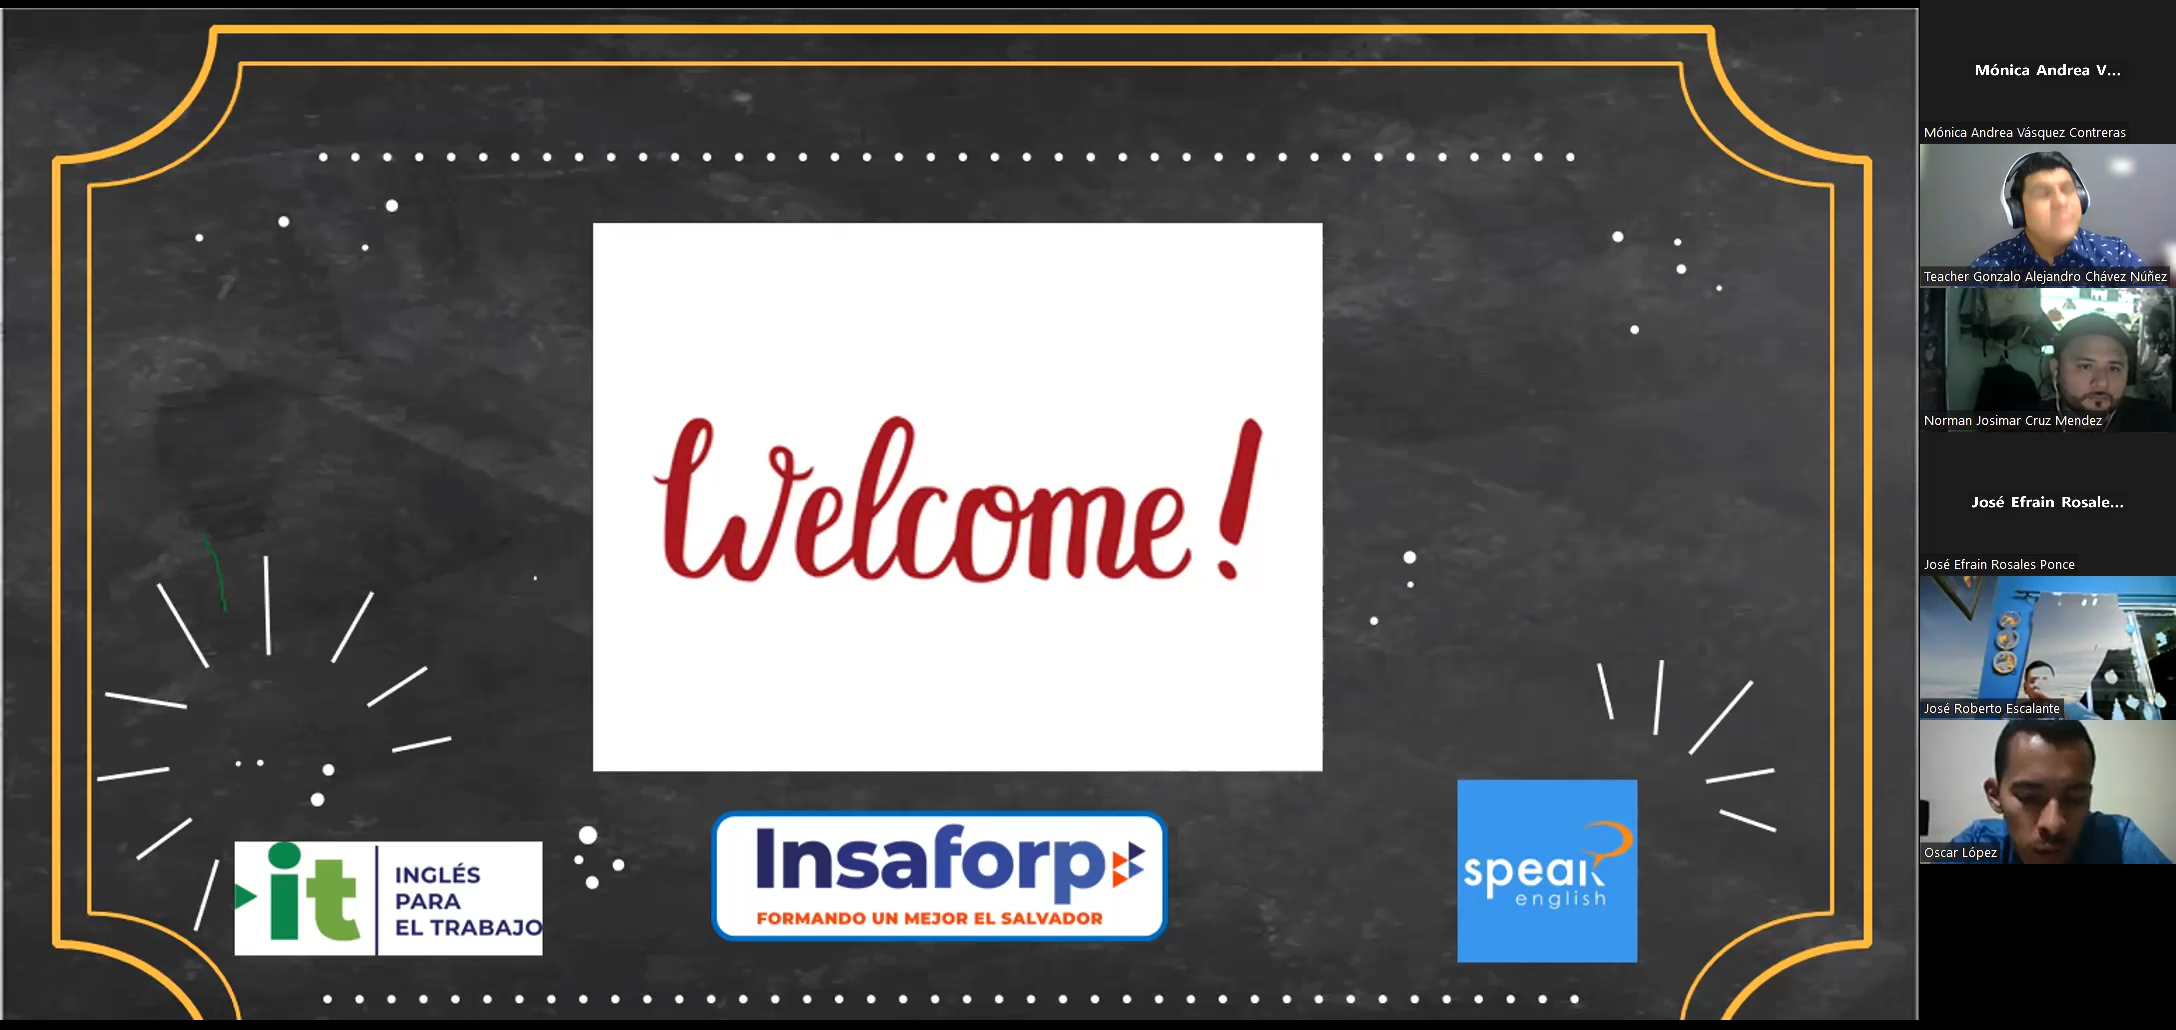 Welcome!
it
INGLÉS
PARA
EL TRABAJO
Insaforp
FORMANDO UN MEJOR EL SALVADOR
speak
english
Mónica Andrea V...
Mónica Andrea Vásquez Contreras
Teacher Gonzalo Alejandro Chávez Núñez
Norman Josimar Cruz Mendez
José Efrain Rosale...
José Efrain Rosales Ponce
José Roberto Escalante
Oscar López